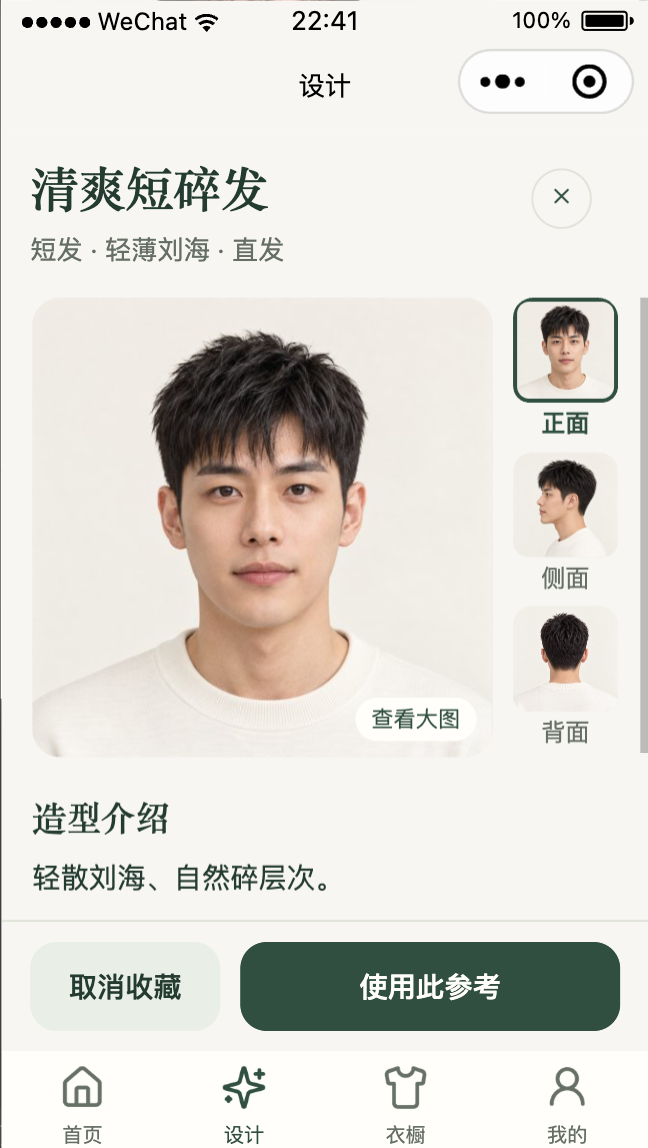 WeChat
22:41
100%
设计
清爽短碎发
短发 · 轻薄刘海 · 直发
正面
侧面
背面
查看大图
造型介绍
轻散刘海、自然碎层次。
取消收藏
使用此参考
首页
设计
衣橱
我的